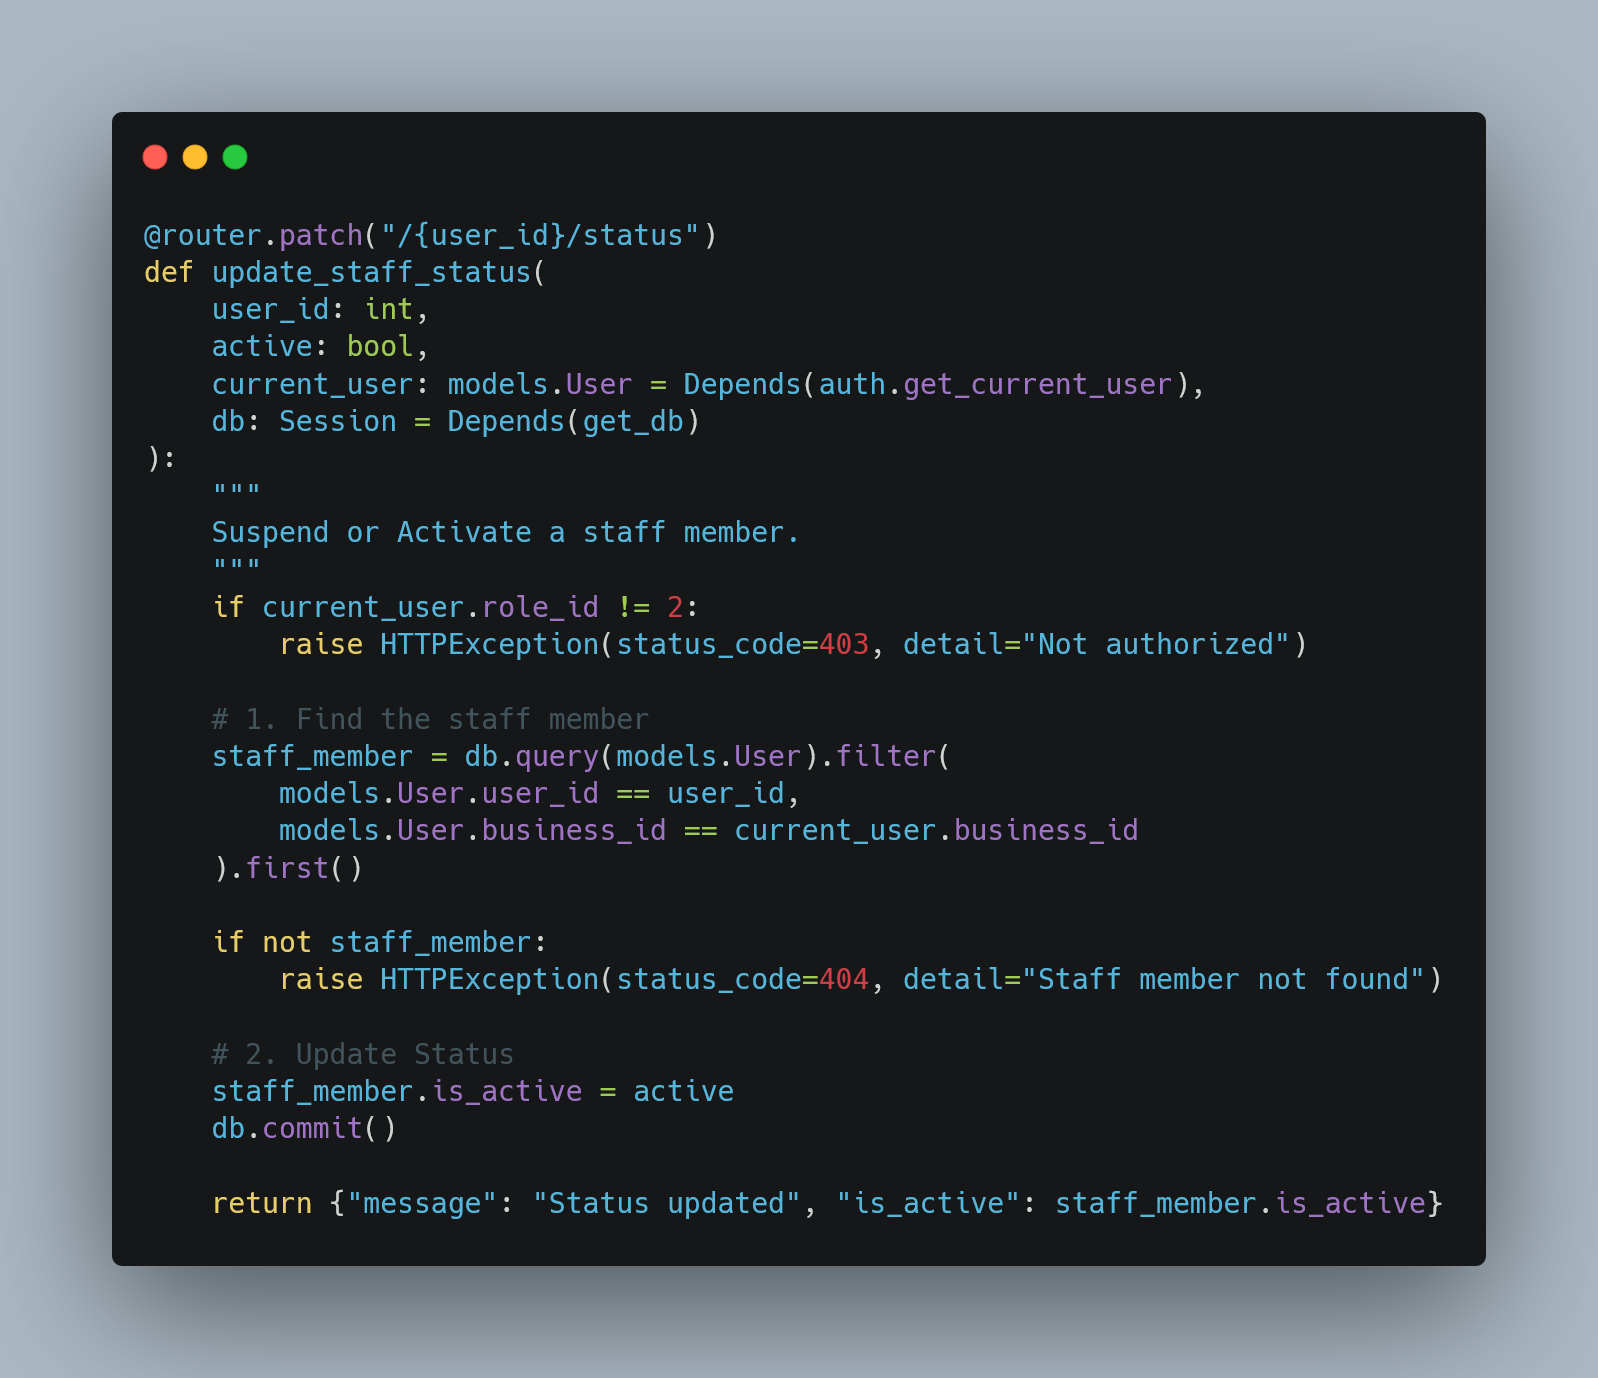 @router.patch("/{user_id}/status")
def update_staff_status(
    user_id: int,
    active: bool,
    current_user: models.User = Depends(auth.get_current_user),
    db: Session = Depends(get_db)
):
    """
    Suspend or Activate a staff member.
    """
    if current_user.role_id != 2:
        raise HTTPException(status_code=403, detail="Not authorized")

    # 1. Find the staff member
    staff_member = db.query(models.User).filter(
        models.User.user_id == user_id,
        models.User.business_id == current_user.business_id
    ).first()

    if not staff_member:
        raise HTTPException(status_code=404, detail="Staff member not found")

    # 2. Update Status
    staff_member.is_active = active
    db.commit()

    return {"message": "Status updated", "is_active": staff_member.is_active}